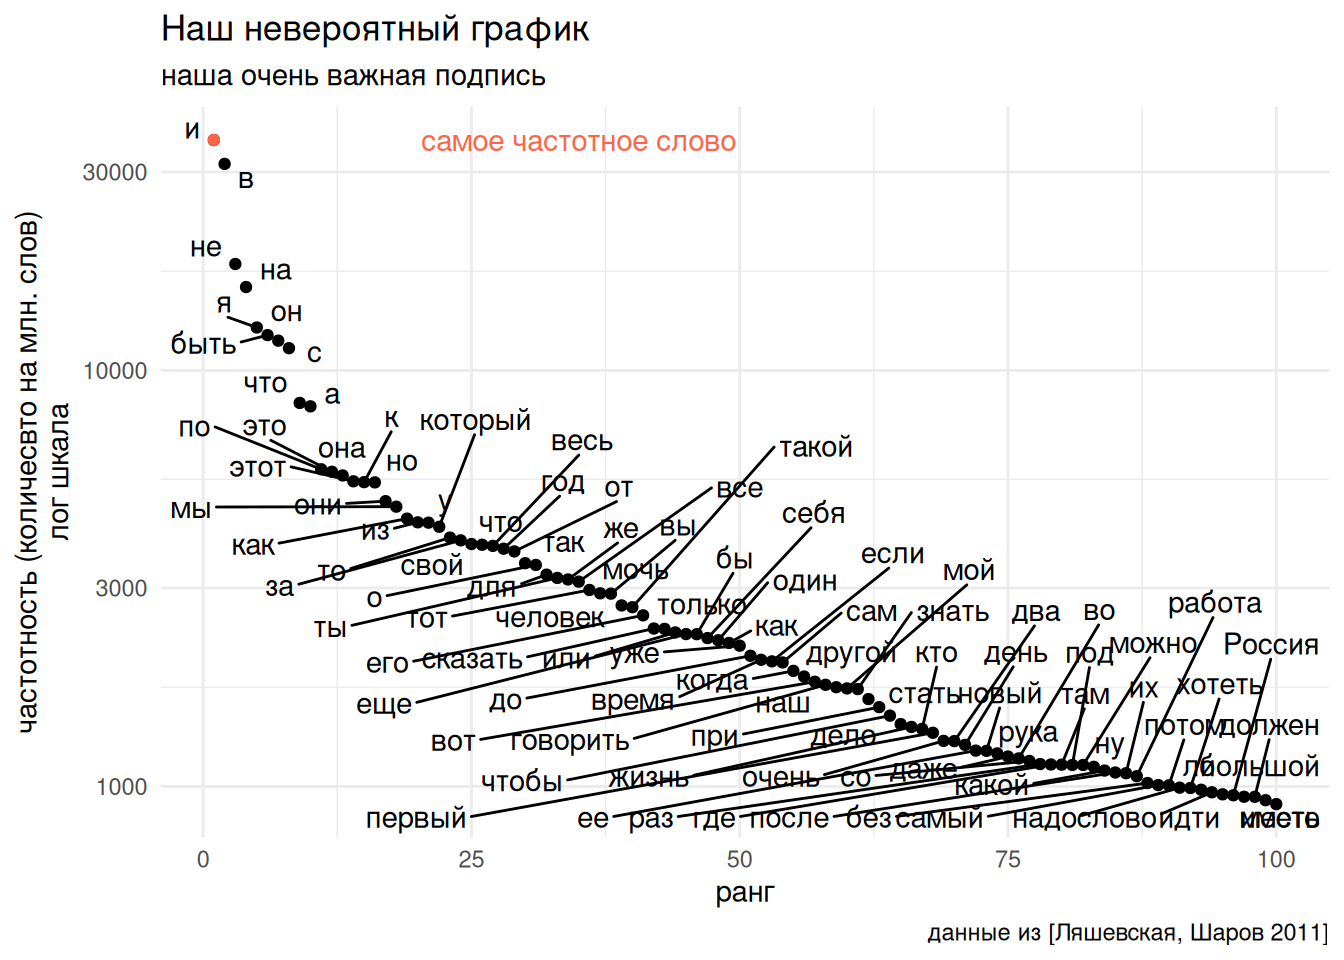 Наш невероятный график
наша очень важная подпись
и
самое частотное слово
30000
в
не
на
я
он
быть
с
10000
что
а
к
который
по
это
она
весь
такой
этот
но
год
от
все
мы
они
у
что
же
вы
себя
как
из
так
бы
если
за
то
свой
3000
для
мочь
один
мой
о
ты
тот
человек
только
как
сам
знать
два
во
работа
его
сказать
или
уже
другой
кто
день
под
можно
Россия
еще
до
время
когда
наш
стать
новый
там
их
хотеть
вот
говорить
при
дело
рука
ну
потом
должен
чтобы
жизнь
очень
со
даже
какой
большой
1000
первый
ее
раз
где
после
без
самый
надо
слово
идти
иметь
0
25
50
75
100
ранг
частотность (количесвто на млн. слов)
лог шкала
данные из [Ляшевская, Шаров 2011]